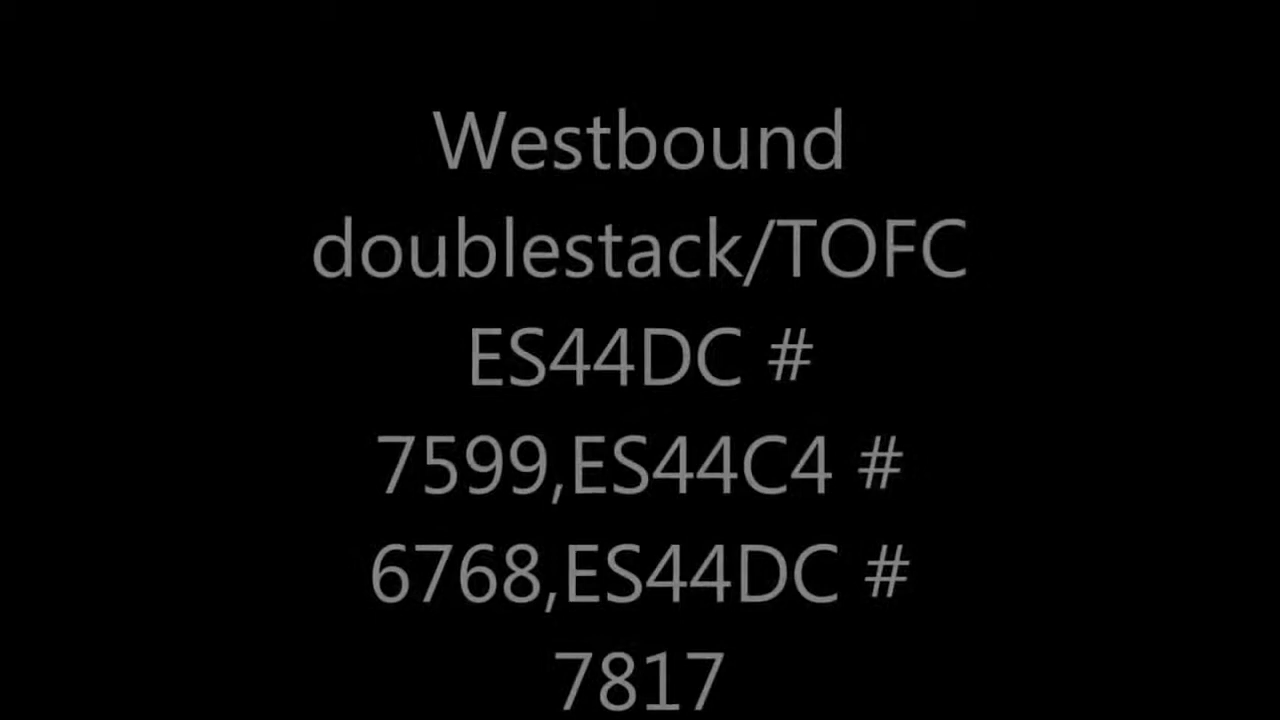 Westbound
doublestack/TOFC
ES44DC #
7599,ES44C4 #
6768,ES44DC #
7817